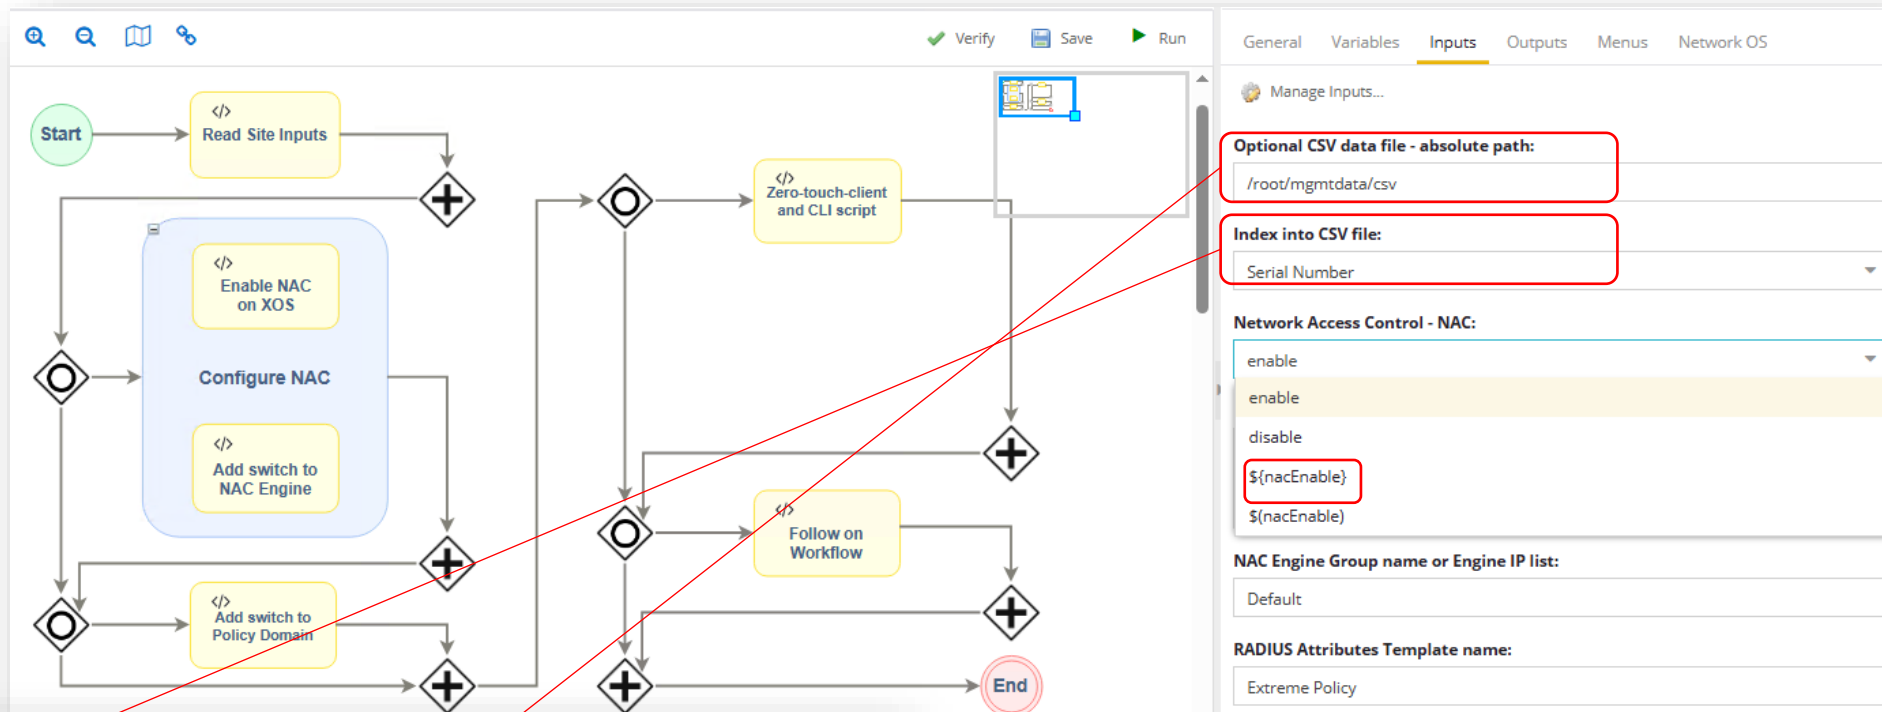 Verify
Save
Run
Start
</>
Read Site Inputs
</>
Enable NAC
on XOS
Configure NAC
</>
Add switch to
NAC Engine
</>
Add switch to
Policy Domain
</>
Zero-touch-client
and CLI script
</>
Follow on
Workflow
End
General Variables Inputs Outputs Menus Network OS
Manage Inputs...
Optional CSV data file - absolute path:
/root/mgmtdata/csv
Index into CSV file:
Serial Number
Network Access Control - NAC:
enable
enable
disable
${nacEnable}
$(nacEnable)
NAC Engine Group name or Engine IP list:
Default
RADIUS Attributes Template name:
Extreme Policy